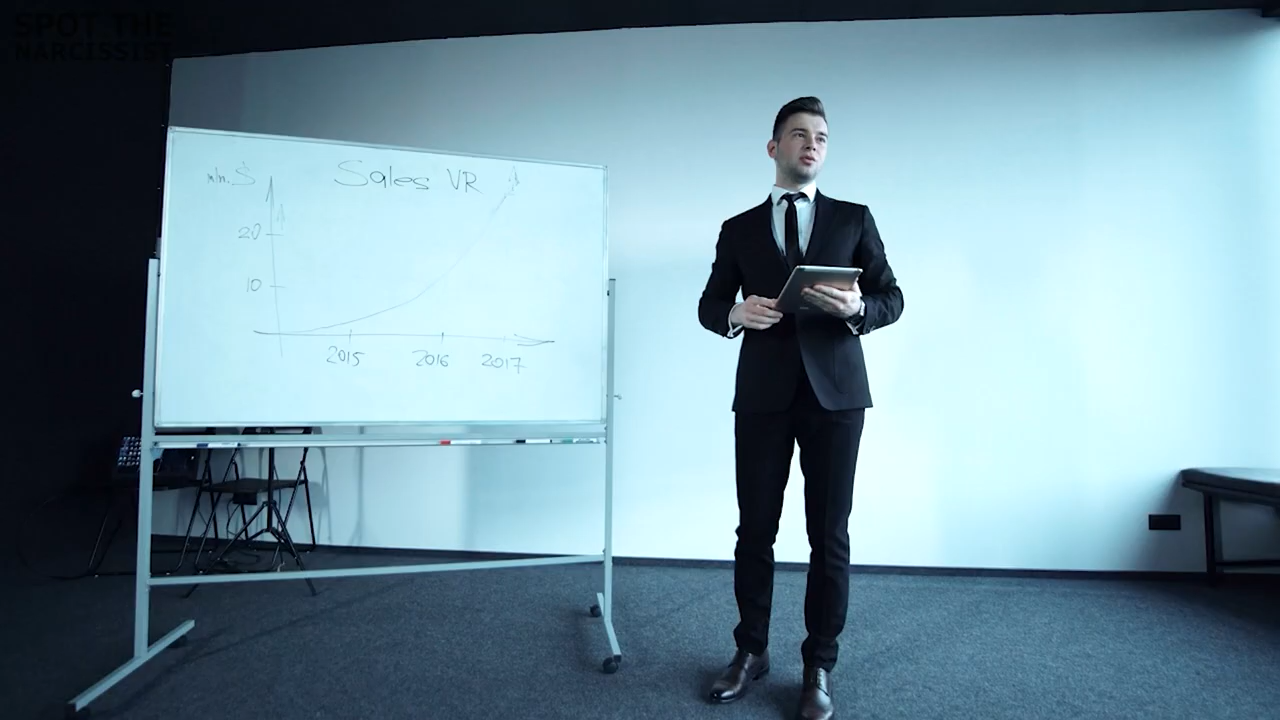 SPOT THE
NARCISSIST
mln. $
Sales VR
20
10
2015
2016
2017